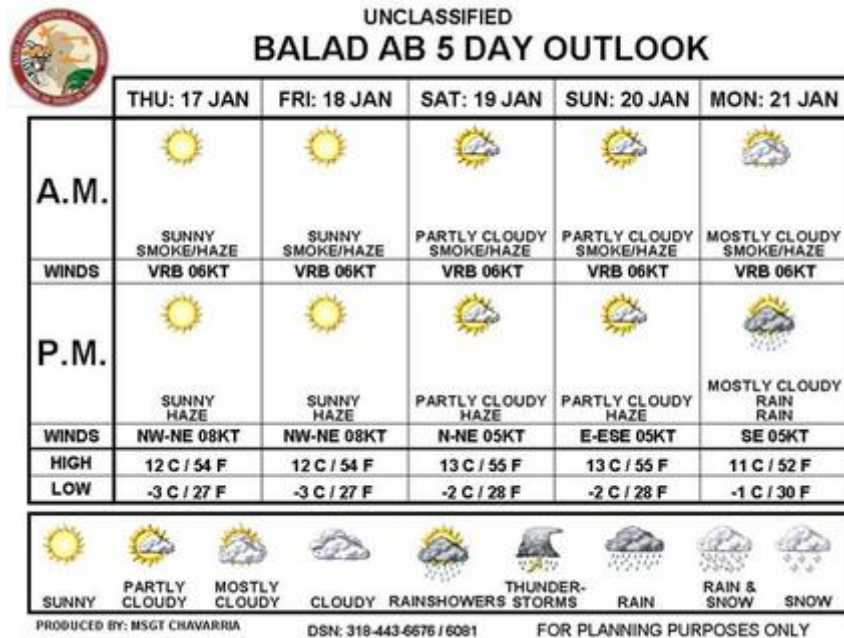 UNCLASSIFIED
BALAD AB 5 DAY OUTLOOK
THU: 17 JAN FRI: 18 JAN SAT: 19 JAN SUN: 20 JAN MON: 21 JAN
A.M.
SUNNY SUNNY PARTLY CLOUDY PARTLY CLOUDY MOSTLY CLOUDY
SMOKE/HAZE SMOKE/HAZE SMOKE/HAZE SMOKE/HAZE SMOKE/HAZE
WINDS VRB 06KT VRB 06KT VRB 06KT VRB 06KT VRB 06KT
P.M.
MOSTLY CLOUDY
SUNNY SUNNY PARTLY CLOUDY PARTLY CLOUDY RAIN
HAZE HAZE HAZE HAZE RAIN
WINDS NW-NE 08KT NW-NE 08KT N-NE 05KT E-ESE 05KT SE 05KT
HIGH 12 C / 54 F 12 C / 54 F 13 C / 55 F 13 C / 55 F 11 C / 52 F
LOW -3 C / 27 F -3 C / 27 F -2 C / 28 F -2 C / 28 F -1 C / 30 F
SUNNY PARTLY CLOUDY MOSTLY CLOUDY CLOUDY RAINSHOWERS THUNDER-STORMS RAIN RAIN & SNOW SNOW
PRODUCED BY: MSGT CHAVARRIA DSN: 318-443-6676 / 6081 FOR PLANNING PURPOSES ONLY